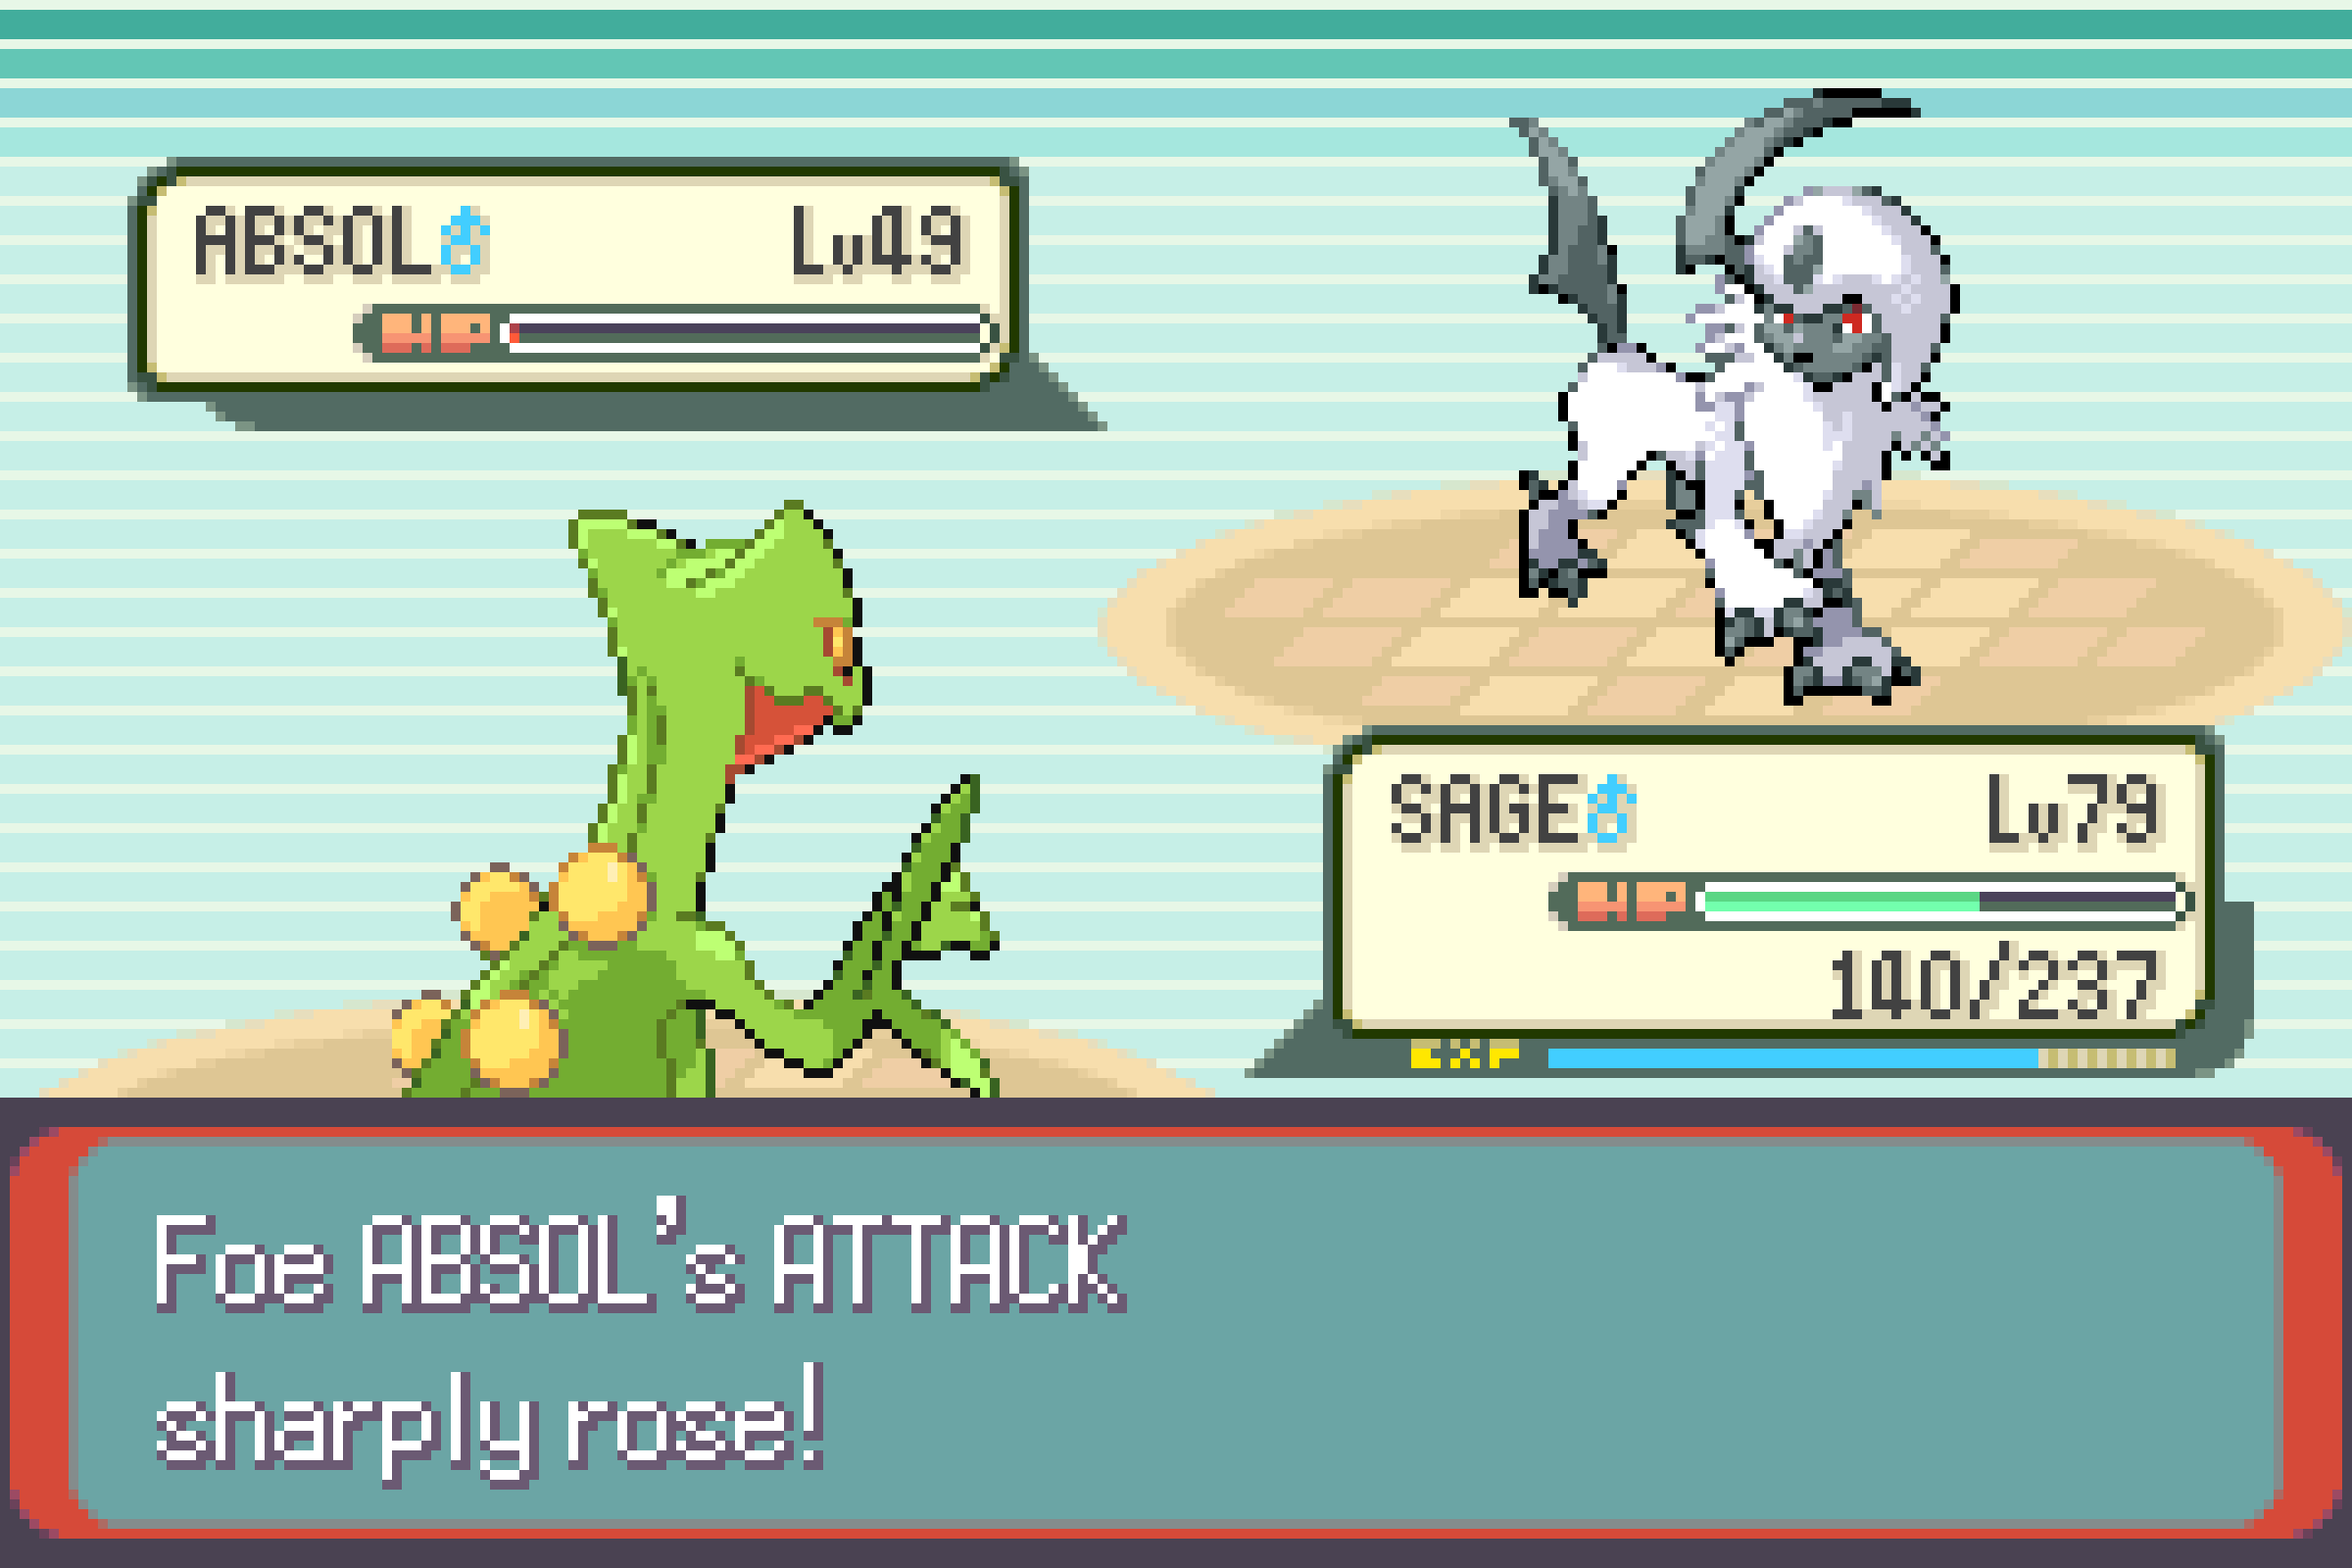 ABSOL♂ Lv49
HP
SAGE♂ Lv79
HP
140/237
EXP
Foe ABSOL's ATTACK
sharply rose!